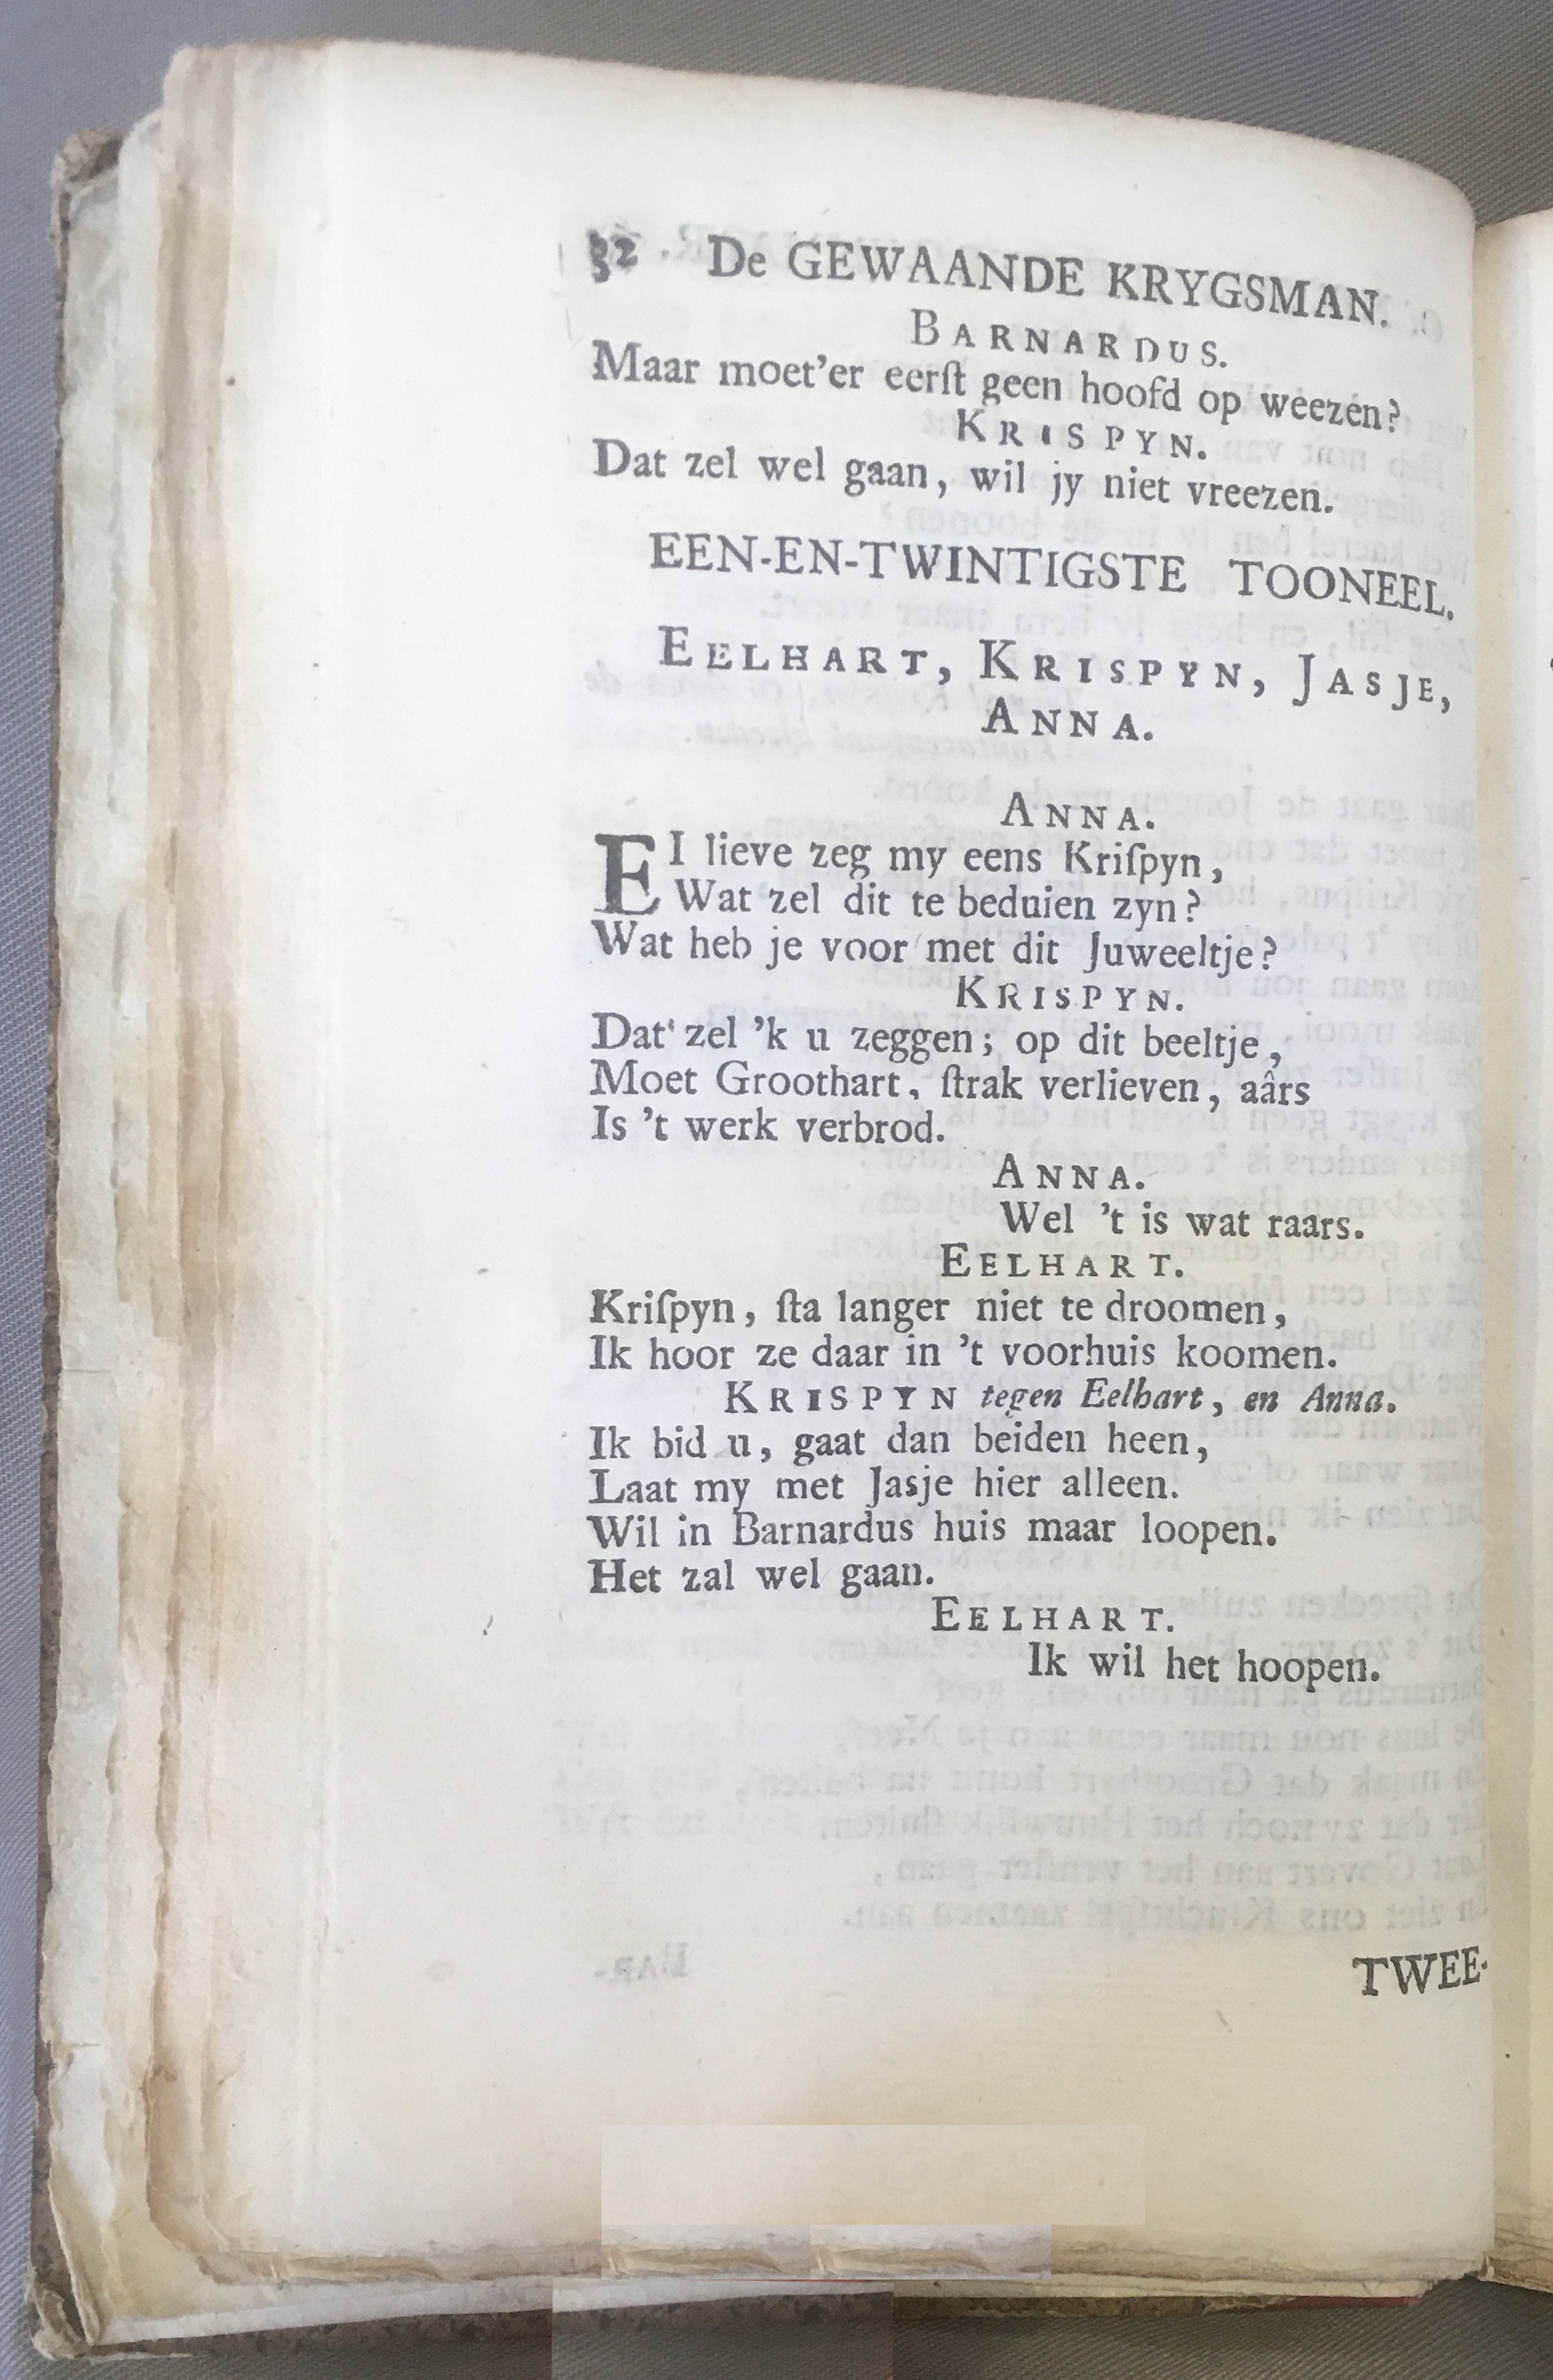 52 De GEWAANDE KRYGSMAN.
BARNARDUS.
Maar moet'er eerſt geen hoofd op weezen?
KRISPYN.
Dat zel wel gaan, wil jy niet vreezen.
EEN-EN-TWINTIGSTE TOONEEL.
EELHART, KRISPYN, JASJE,
ANNA.
ANNA.
EI lieve zeg my eens Kriſpyn,
Wat zel dit te beduien zyn?
Wat heb je voor met dit Juweeltje?
KRISPYN.
Dat zel 'k u zeggen; op dit beeltje,
Moet Groothart, ſtrak verlieven, aârs
Is 't werk verbrod.
ANNA.
Wel 't is wat raars.
EELHART.
Kriſpyn, ſta langer niet te droomen,
Ik hoor ze daar in 't voorhuis koomen.
KRISPYN tegen Eelhart, en Anna.
Ik bid u, gaat dan beiden heen,
Laat my met Jasje hier alleen.
Wil in Barnardus huis maar loopen.
Het zal wel gaan.
EELHART.
Ik wil het hoopen.
TWEE-